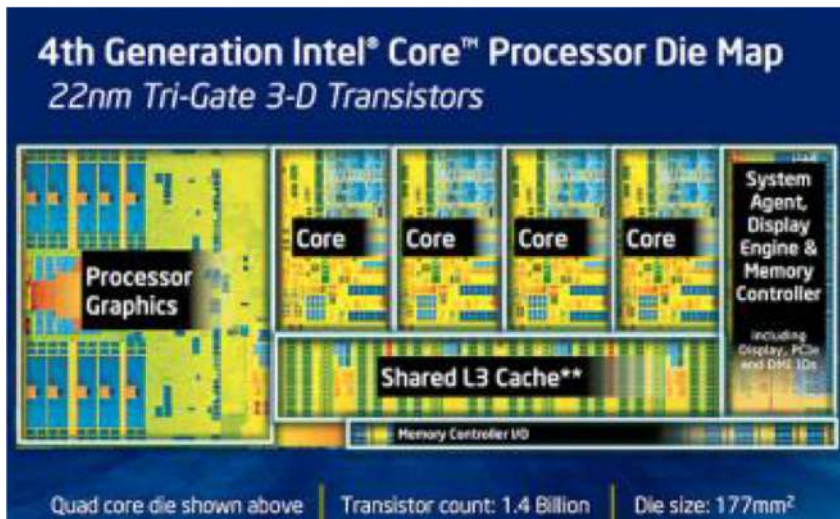 4th Generation Intel® Core™ Processor Die Map
22nm Tri-Gate 3-D Transistors
Processor
Graphics
Core
Core
Core
Core
System
Agent,
Display
Engine &
Memory
Controller
including
Display, PCIe
and DMI IOs
Shared L3 Cache**
Memory Controller I/O
Quad core die shown above
Transistor count: 1.4 Billion
Die size: 177mm²